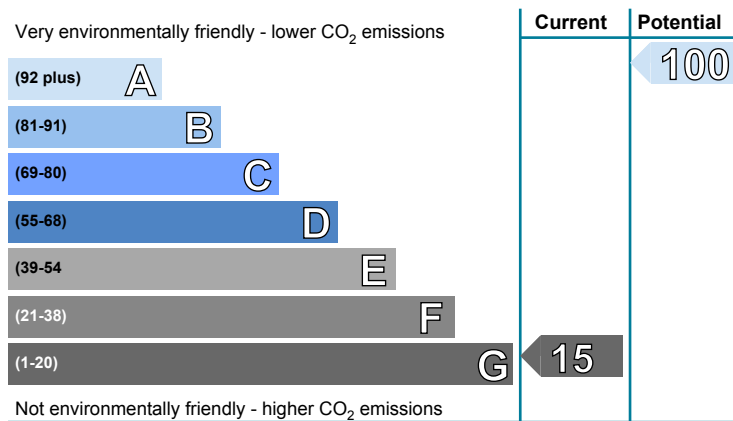 Very environmentally friendly - lower CO2 emissions
Current
Potential
(92 plus) A
100
(81-91) B
(69-80) C
(55-68) D
(39-54 E
(21-38) F
(1-20) G
15
Not environmentally friendly - higher CO2 emissions